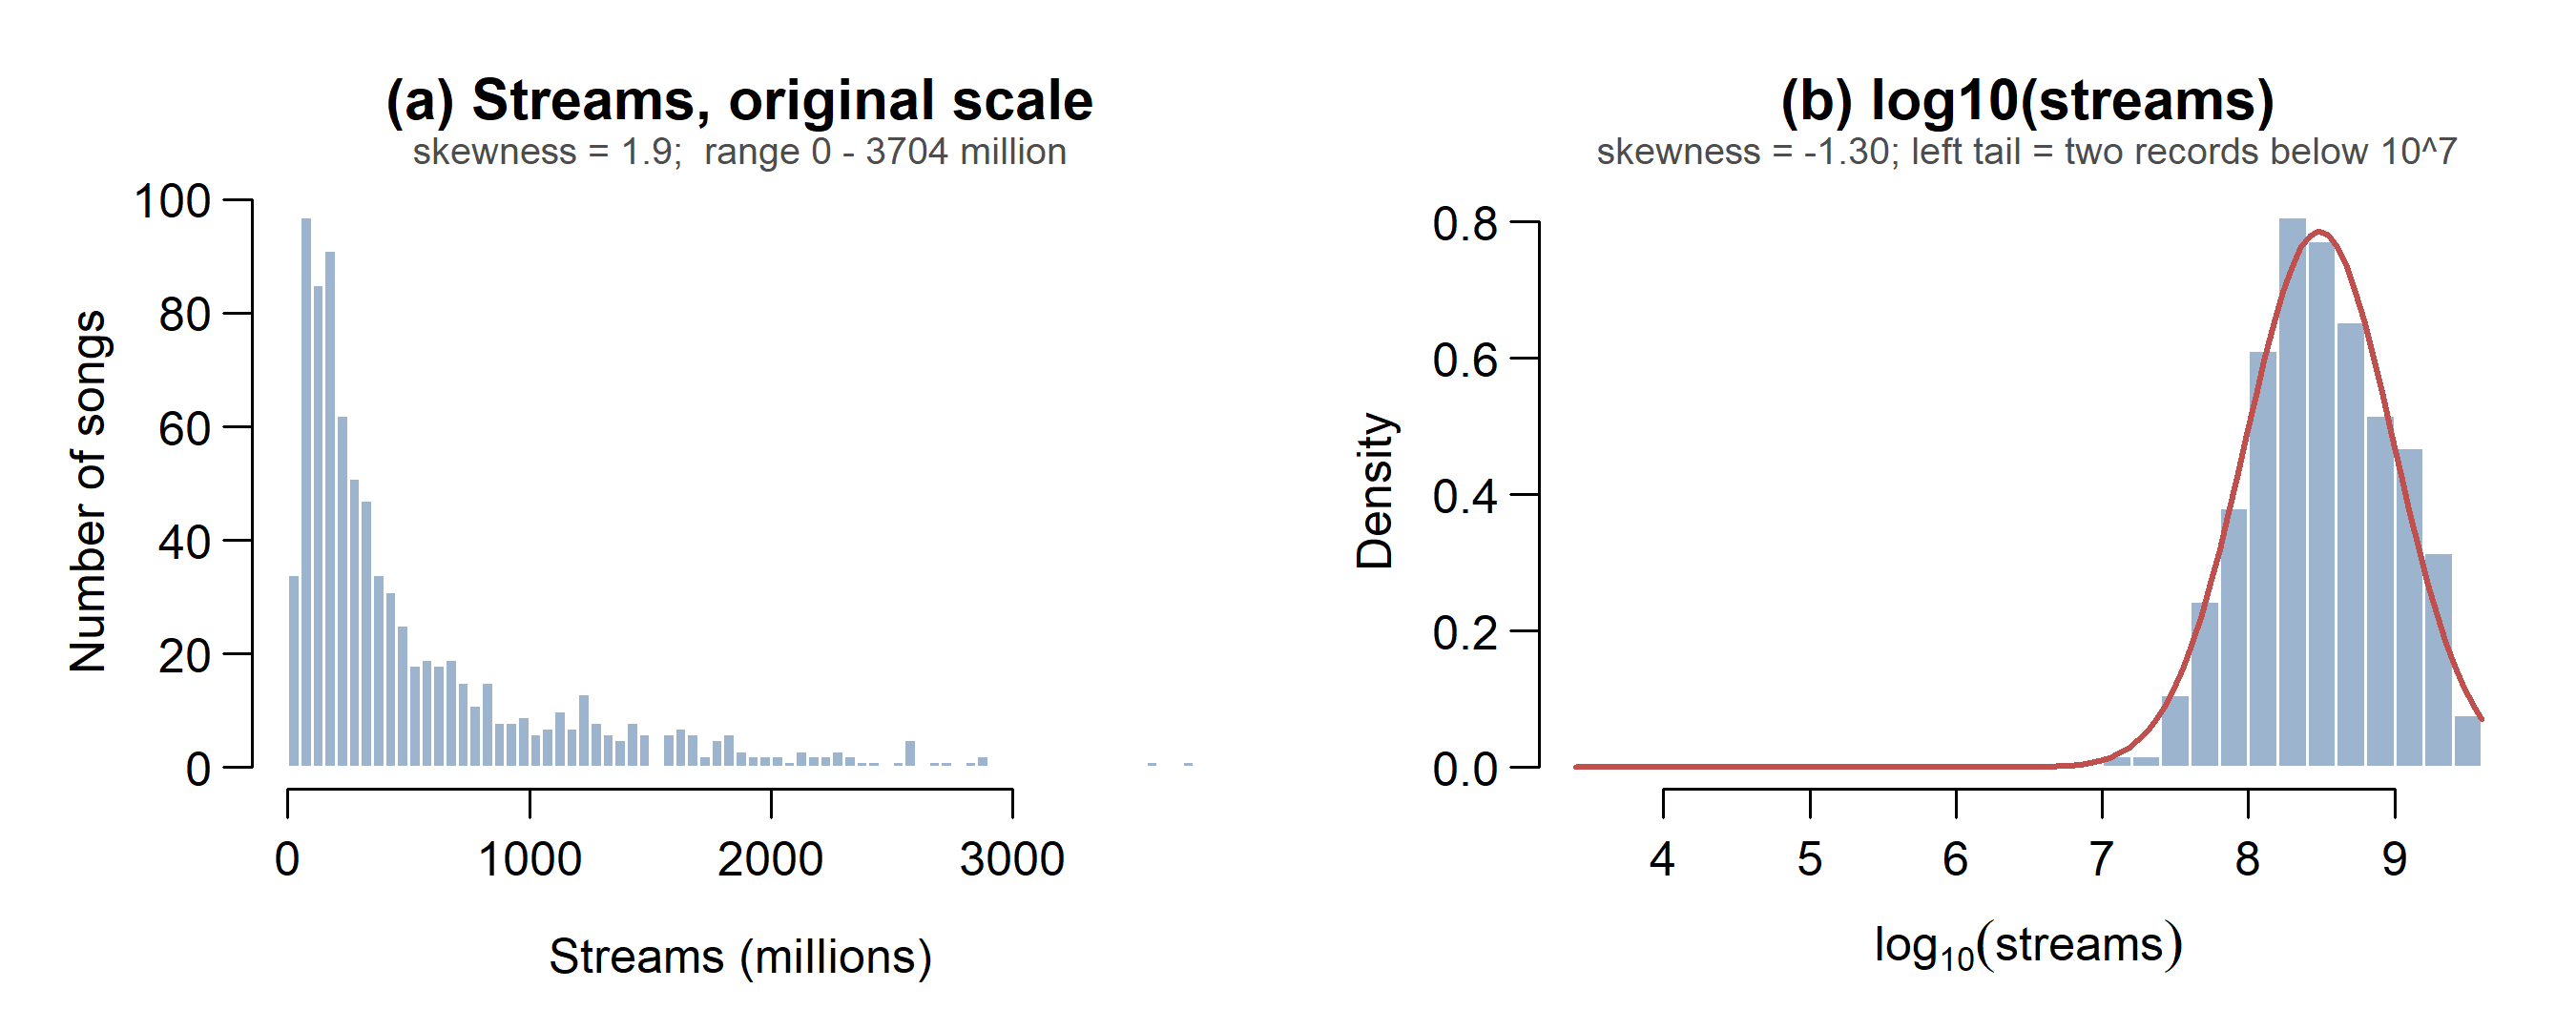 (a) Streams, original scale
skewness = 1.9;  range 0 - 3704 million
Number of songs
100
80
60
40
20
0
0 1000 2000 3000
Streams (millions)
(b) log10(streams)
skewness = -1.30; left tail = two records below 10^7
Density
0.8
0.6
0.4
0.2
0.0
4 5 6 7 8 9
log10(streams)